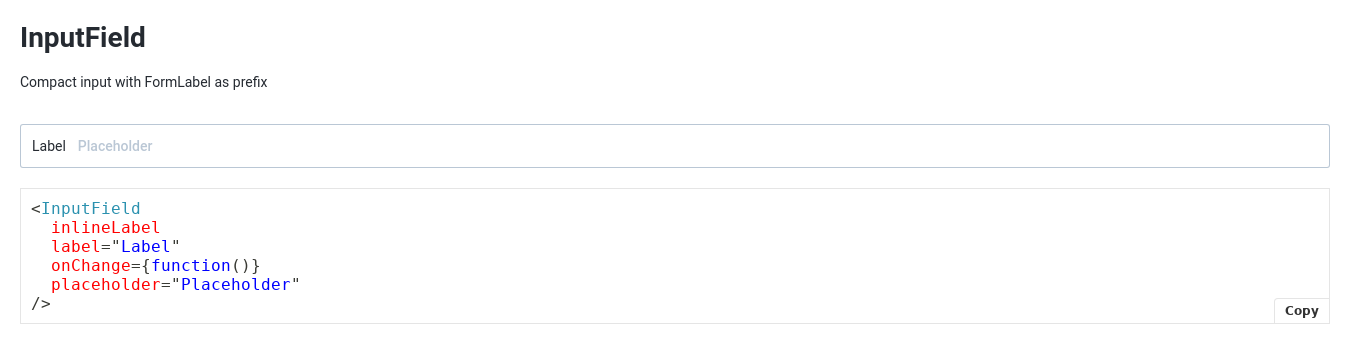 InputField
Compact input with FormLabel as prefix
Label Placeholder
<InputField
  inlineLabel
  label="Label"
  onChange={function()}
  placeholder="Placeholder"
/>
Copy